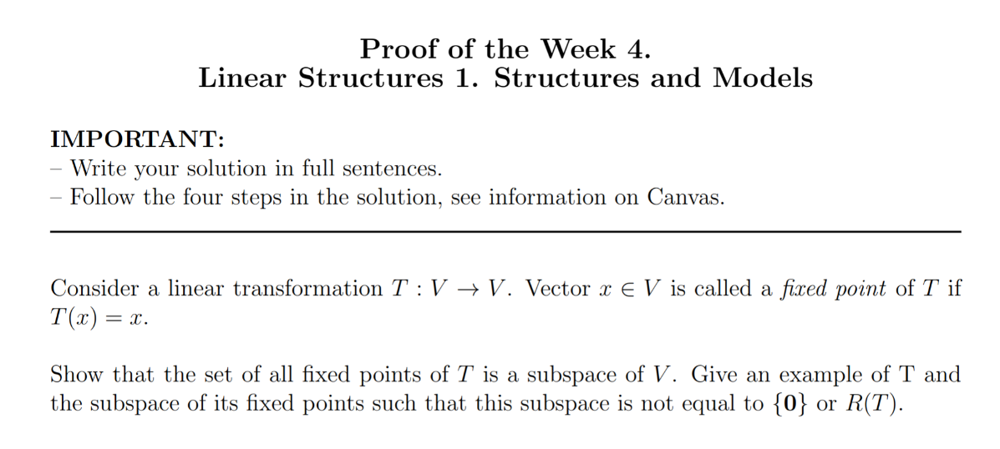 Proof of the Week 4.
Linear Structures 1. Structures and Models
IMPORTANT:
– Write your solution in full sentences.
– Follow the four steps in the solution, see information on Canvas.
Consider a linear transformation T : V → V. Vector x ∈ V is called a fixed point of T if
T(x) = x.
Show that the set of all fixed points of T is a subspace of V. Give an example of T and
the subspace of its fixed points such that this subspace is not equal to {0} or R(T).